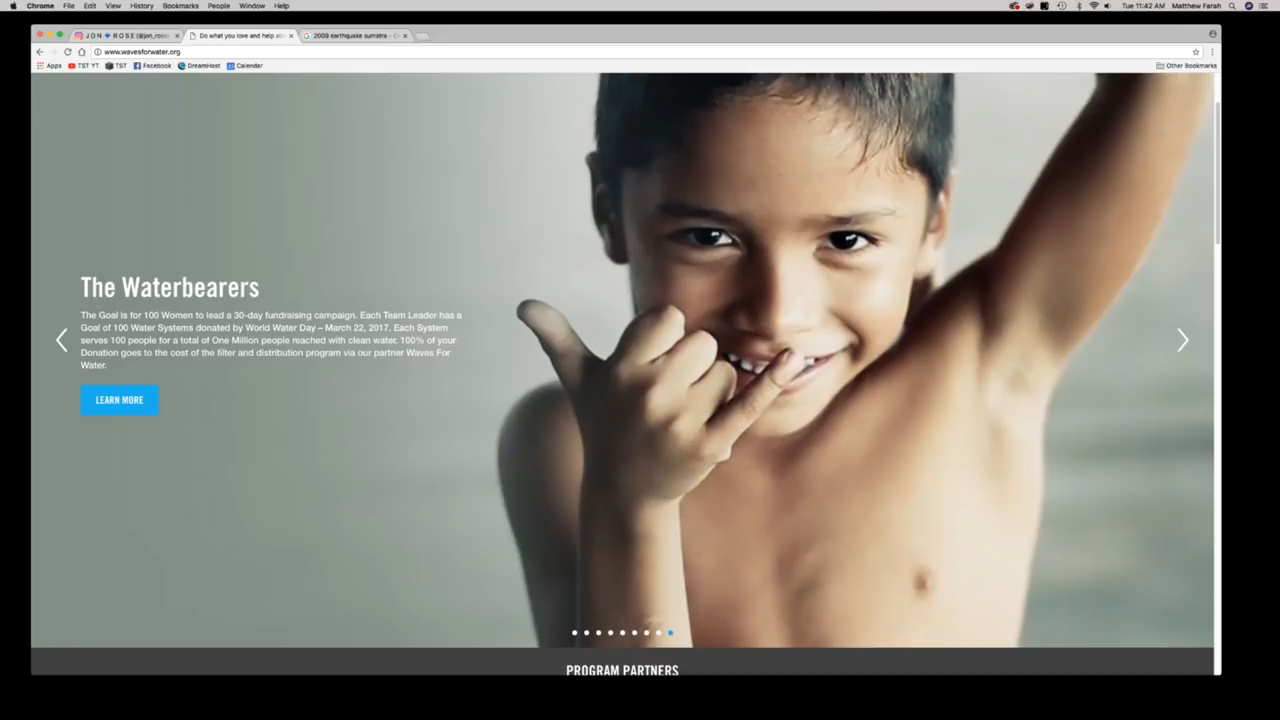 Chrome File Edit View History Bookmarks People Window Help
Tue 11:42 AM Matthew Farah
Do what you love and help
2009 earthquake sumatra -
www.wavesforwater.org
Apps TST YT TST Facebook DreamHost Calendar
Other Bookmarks
The Waterbearers
The Goal is for 100 Women to lead a 30-day fundraising campaign. Each Team Leader has a
Goal of 100 Water Systems donated by World Water Day – March 22, 2017. Each System
serves 100 people for a total of One Million people reached with clean water. 100% of your
Donation goes to the cost of the filter and distribution program via our partner Waves For
Water.
LEARN MORE
PROGRAM PARTNERS